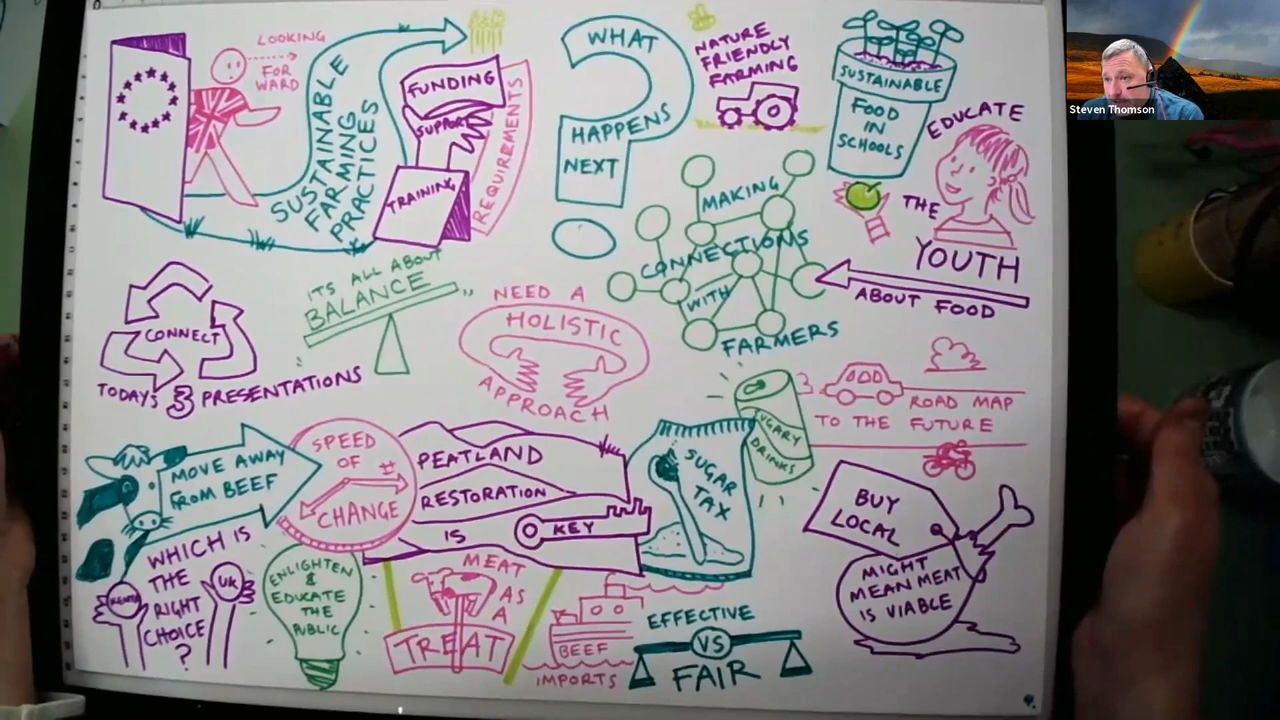 LOOKING
FOR
WARD
SUSTAINABLE
FARMING
PRACTICES
FUNDING
SUPPORT
TRAINING
REQUIREMENTS
WHAT
HAPPENS
NEXT
NATURE
FRIENDLY
FARMING
SUSTAINABLE
FOOD
IN
SCHOOLS
EDUCATE
THE
YOUTH
ABOUT FOOD
Steven Thomson
MAKING
CONNECTIONS
WITH
FARMERS
CONNECT
TODAYS 3 PRESENTATIONS
ITS ALL ABOUT
BALANCE
NEED A
HOLISTIC
APPROACH
ROAD MAP
TO THE FUTURE
MOVE AWAY
FROM BEEF
SPEED
OF
CHANGE
PEATLAND
RESTORATION
IS KEY
SUGARY
DRINKS
SUGAR
TAX
BUY
LOCAL
MIGHT
MEAN MEAT
IS VIABLE
WHICH IS
THE
RIGHT
CHOICE
?
KENYA
UK
ENLIGHTEN
&
EDUCATE
THE
PUBLIC
MEAT
AS
A
TREAT
BEEF
IMPORTS
EFFECTIVE
VS
FAIR